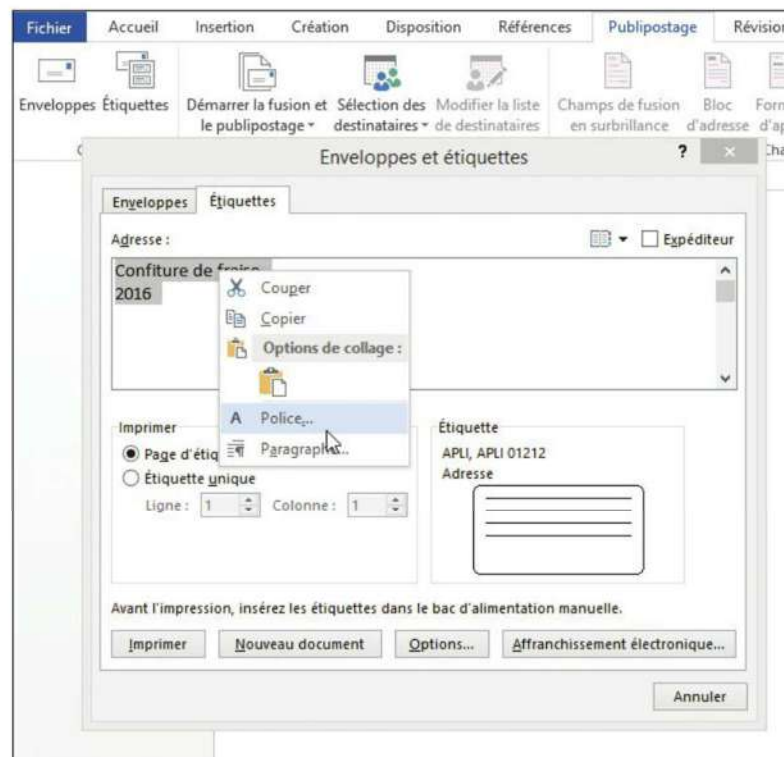 Fichier Accueil Insertion Création Disposition Références Publipostage Révision
Enveloppes Étiquettes Démarrer la fusion et le publipostage Sélection des destinataires Modifier la liste de destinataires Champs de fusion en surbrillance Bloc d'adresse
Enveloppes et étiquettes ?
Enveloppes Étiquettes
Adresse : Expéditeur
Confiture de fraise
2016
Couper
Copier
Options de collage :
A Police...
Paragraphe...
Imprimer
Page d'étiq
Étiquette unique
Ligne : 1 Colonne : 1
Étiquette
APLI, APLI 01212
Adresse
Avant l'impression, insérez les étiquettes dans le bac d'alimentation manuelle.
Imprimer Nouveau document Options... Affranchissement électronique...
Annuler